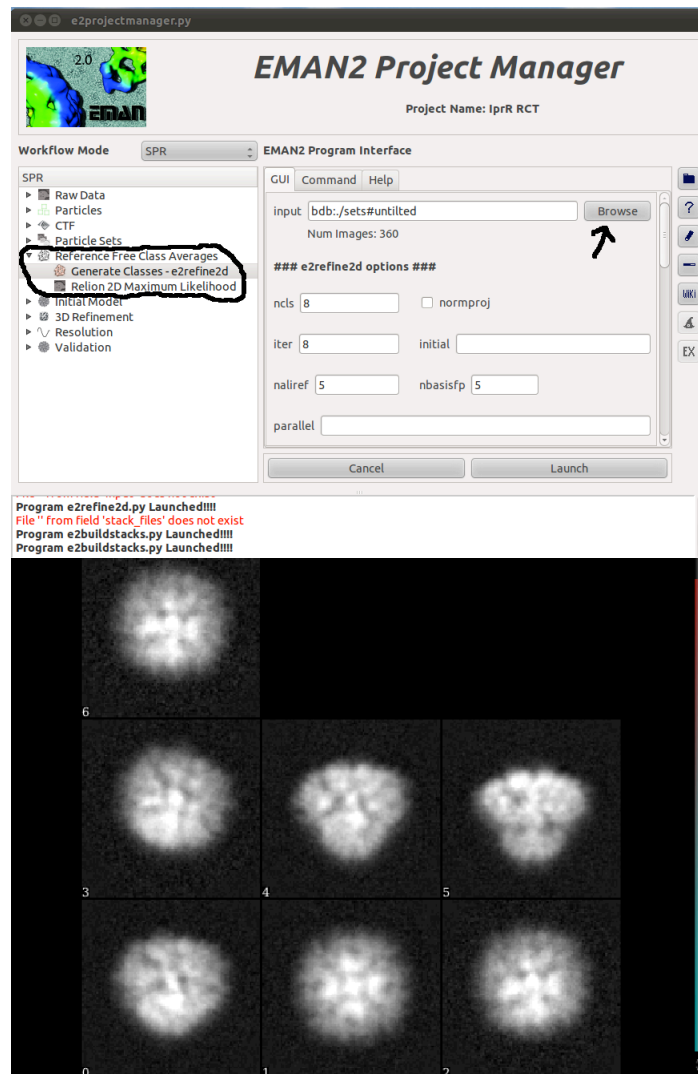 e2projectmanager.py
2.0
EMAN
EMAN2 Project Manager
Project Name: IprR RCT
Workflow Mode
SPR
EMAN2 Program Interface
SPR
Raw Data
Particles
CTF
Particle Sets
Reference Free Class Averages
Generate Classes - e2refine2d
Relion 2D Maximum Likelihood
Initial Model
3D Refinement
Resolution
Validation
GUI Command Help
input bdb:./sets#untilted Browse
Num Images: 360
### e2refine2d options ###
ncls 8 normproj
iter 8 initial
naliref 5 nbasisfp 5
parallel
Cancel Launch
?
WiKi
EX
Program e2refine2d.py Launched!!!!
File '' from field 'stack_files' does not exist
Program e2buildstacks.py Launched!!!!
Program e2buildstacks.py Launched!!!!
6
3 4 5
0 1 2